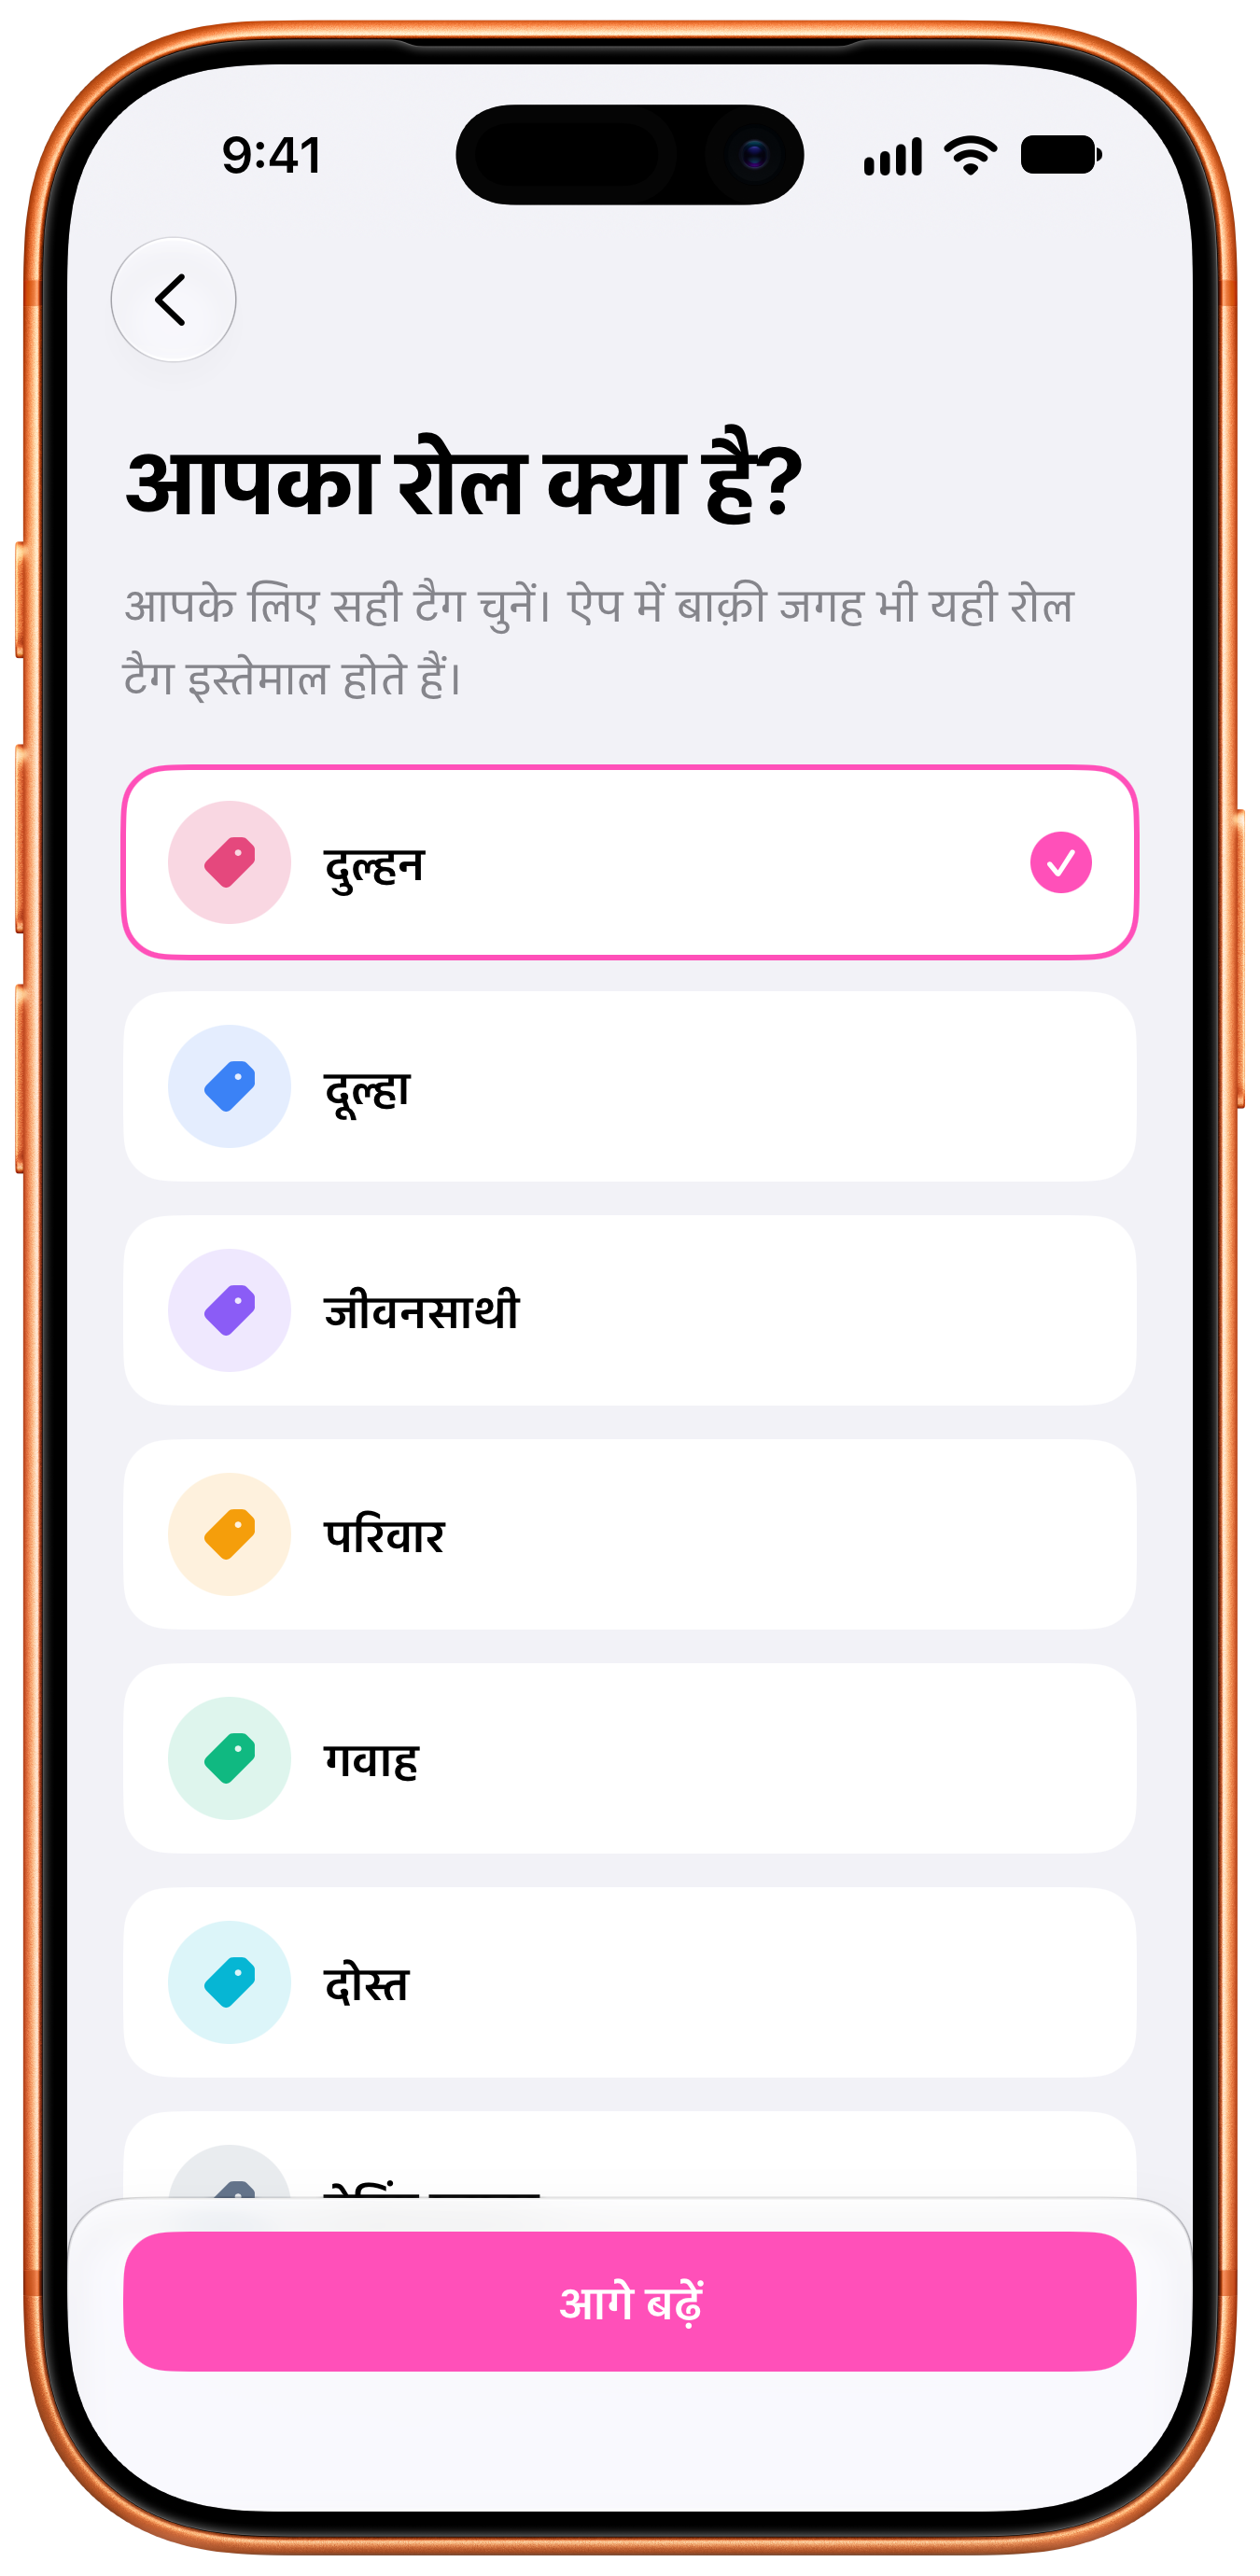 9:41
आपका रोल क्या है?
आपके लिए सही टैग चुनें। ऐप में बाक़ी जगह भी यही रोल
टैग इस्तेमाल होते हैं।
दुल्हन
दूल्हा
जीवनसाथी
परिवार
गवाह
दोस्त
आगे बढ़ें